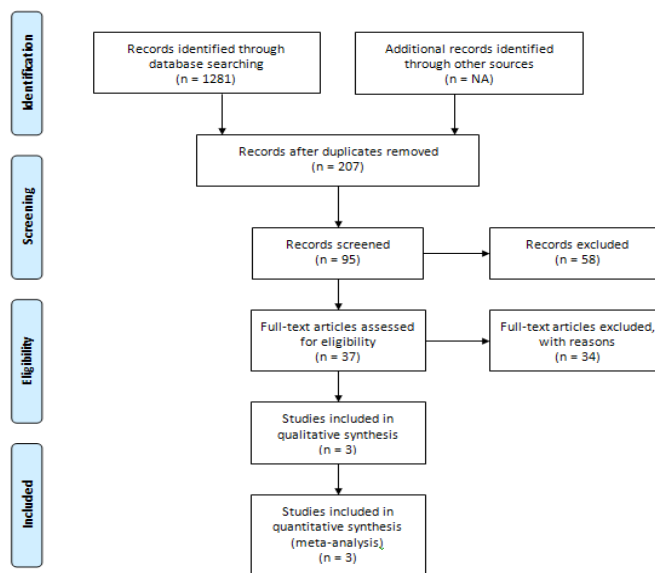 Identification
Records identified through
database searching
(n = 1281)
Additional records identified
through other sources
(n = NA)
Records after duplicates removed
(n = 207)
Screening
Records screened
(n = 95)
Records excluded
(n = 58)
Eligibility
Full-text articles assessed
for eligibility
(n = 37)
Full-text articles excluded,
with reasons
(n = 34)
Studies included in
qualitative synthesis
(n = 3)
Included
Studies included in
quantitative synthesis
(meta-analysis)
(n = 3)